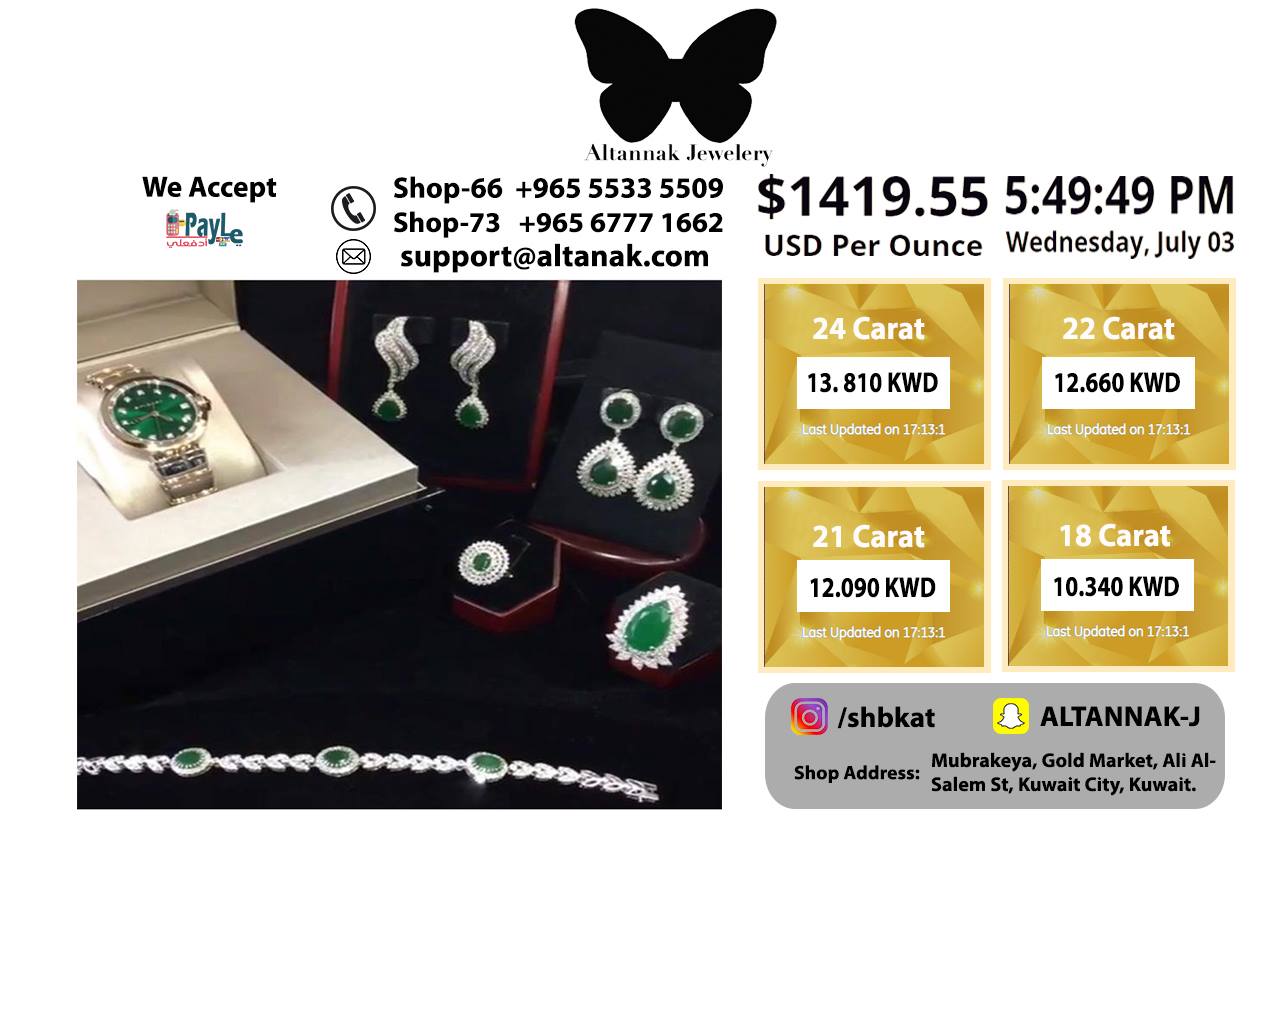 Altannak Jewelery
We Accept
PayLe
ادفعلي
Shop-66 +965 5533 5509
Shop-73 +965 6777 1662
support@altanak.com
$1419.55
USD Per Ounce
5:49:49 PM
Wednesday, July 03
24 Carat
13. 810 KWD
Last Updated on 17:13:1
22 Carat
12.660 KWD
Last Updated on 17:13:1
21 Carat
12.090 KWD
Last Updated on 17:13:1
18 Carat
10.340 KWD
Last Updated on 17:13:1
/shbkat
ALTANNAK-J
Shop Address:
Mubrakeya, Gold Market, Ali Al-
Salem St, Kuwait City, Kuwait.